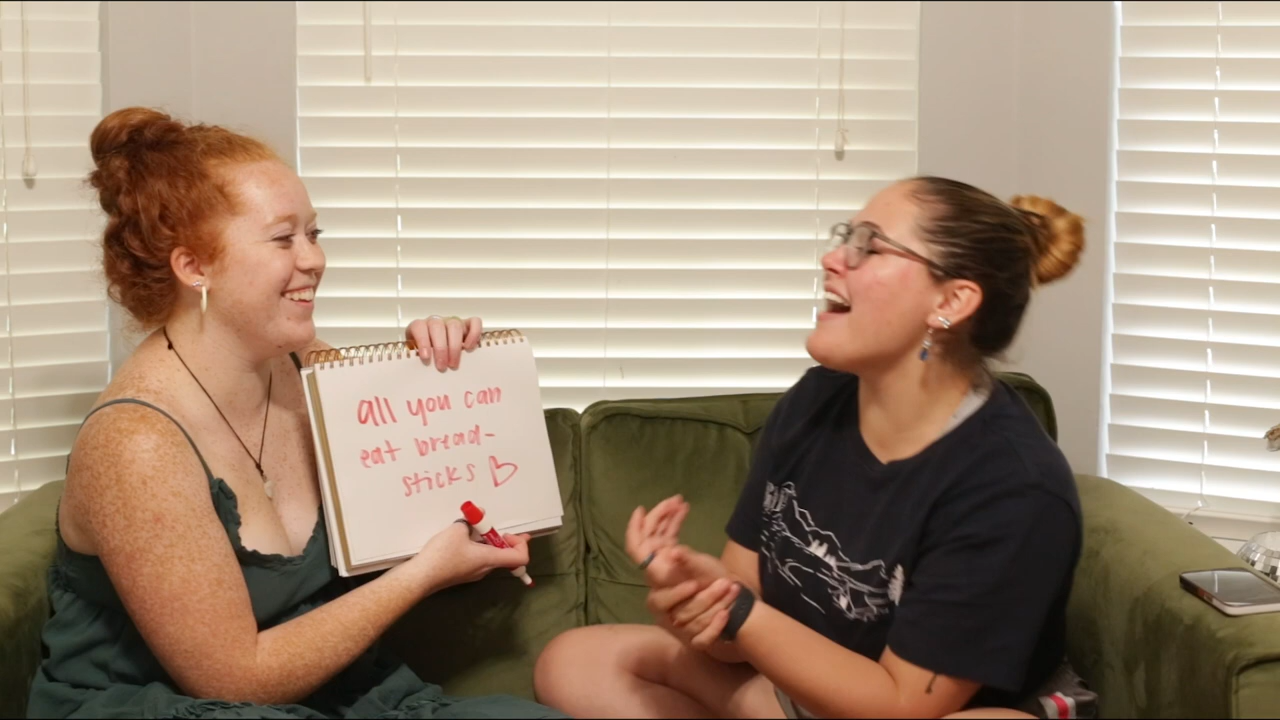 all you can
eat bread-
sticks ♡